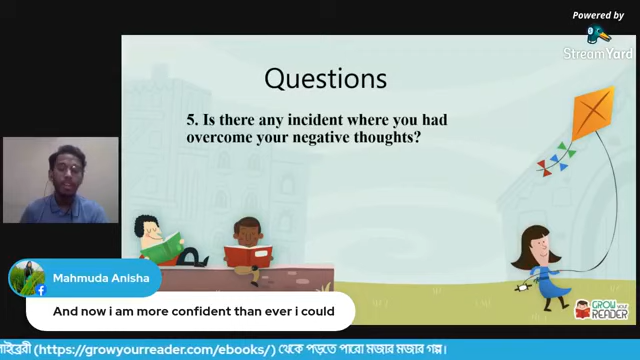 Powered by
StreamYard
Questions
5. Is there any incident where you had
overcome your negative thoughts?
Mahmuda Anisha
And now i am more confident than ever i could
GROW YOUR
READER
লাইব্রেরী (https://growyourreader.com/ebooks/) থেকে পড়তে পারো মজার মজার গল্প।